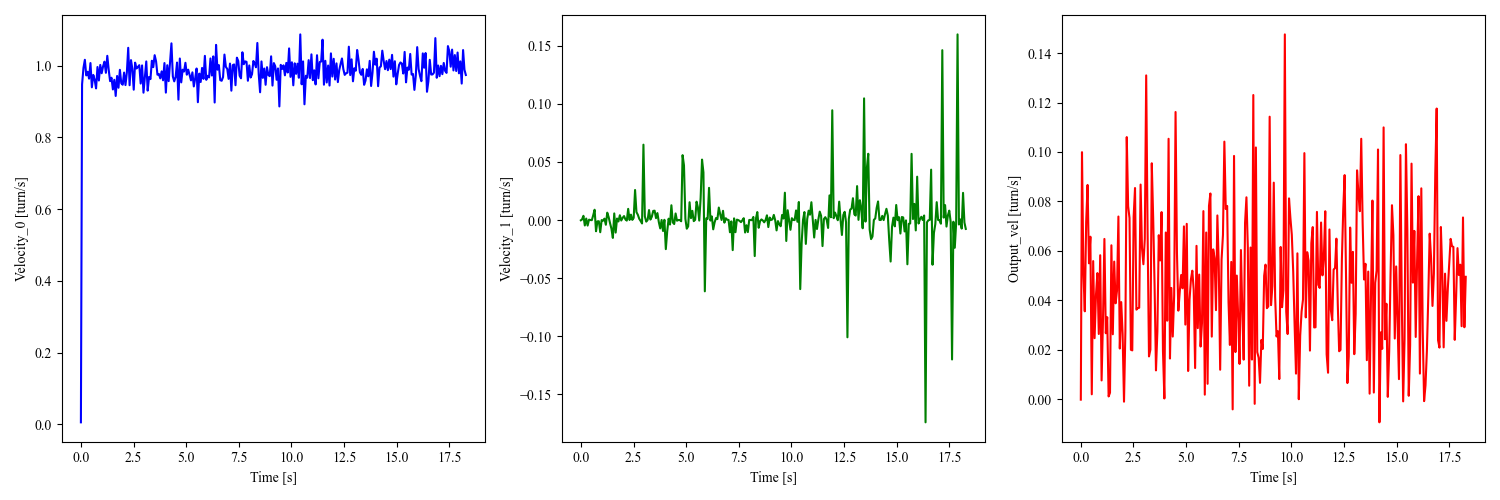 Velocity_0 [turn/s]
1.0
0.8
0.6
0.4
0.2
0.0
0.0 2.5 5.0 7.5 10.0 12.5 15.0 17.5
Time [s]
Velocity_1 [turn/s]
0.15
0.10
0.05
0.00
−0.05
−0.10
−0.15
0.0 2.5 5.0 7.5 10.0 12.5 15.0 17.5
Time [s]
Output_vel [turn/s]
0.14
0.12
0.10
0.08
0.06
0.04
0.02
0.00
0.0 2.5 5.0 7.5 10.0 12.5 15.0 17.5
Time [s]